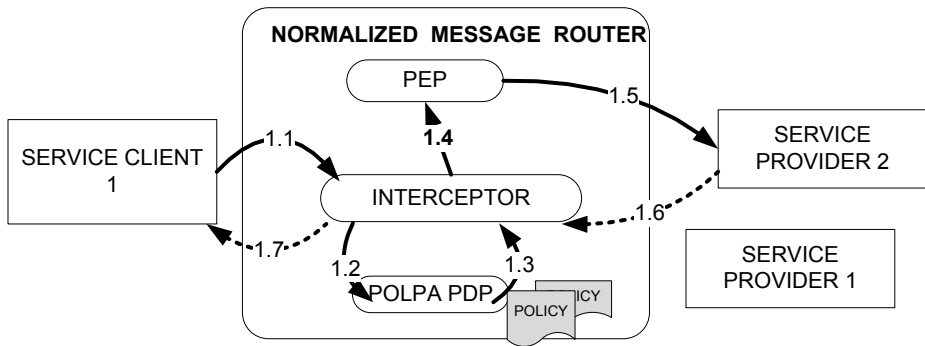 NORMALIZED MESSAGE ROUTER
PEP
1.5
1.1
1.4
SERVICE CLIENT
1
SERVICE
PROVIDER 2
INTERCEPTOR
1.6
1.7
1.2
1.3
SERVICE
PROVIDER 1
POLPA PDP
POLICY
POLICY